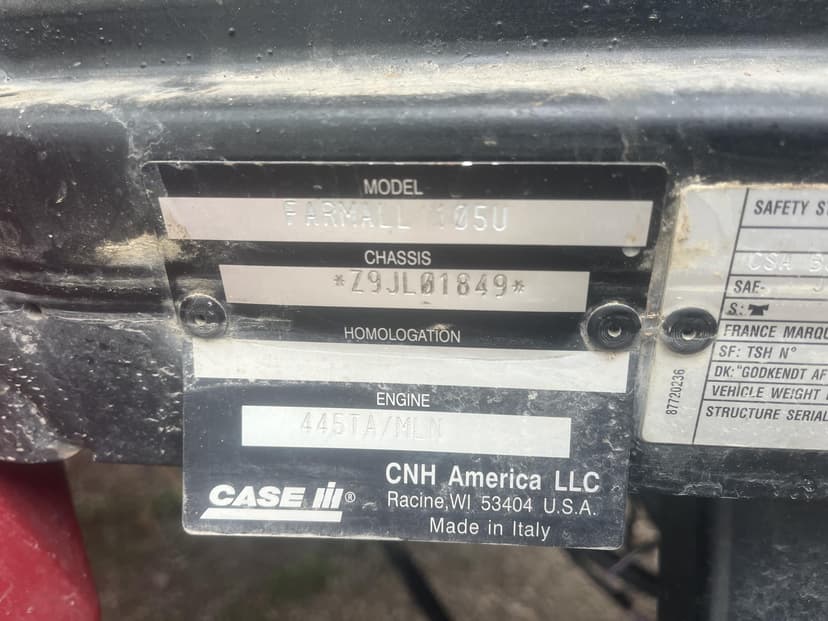 MODEL
FARMALL 105U
CHASSIS
*Z9JL01849*
HOMOLOGATION
ENGINE
445TA/MLN
CASE IH®
CNH America LLC
Racine, WI 53404 U.S.A.
Made in Italy
SAFETY
CSA
SAE-
S:
FRANCE
SF: TSH N°
DK: "GODKENDT AF
VEHICLE WEIGHT
STRUCTURE SERIAL
87720236